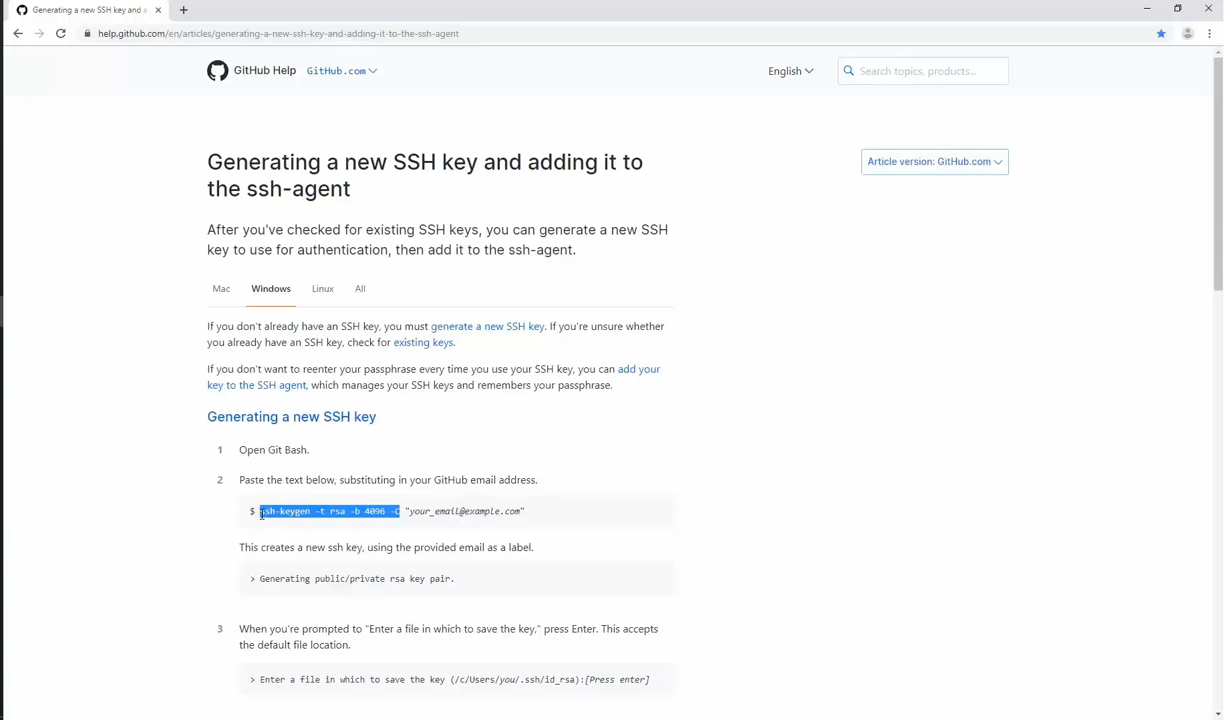 Generating a new SSH key and a
help.github.com/en/articles/generating-a-new-ssh-key-and-adding-it-to-the-ssh-agent
GitHub Help GitHub.com English Search topics, products...
Generating a new SSH key and adding it to
the ssh-agent
Article version: GitHub.com
After you've checked for existing SSH keys, you can generate a new SSH
key to use for authentication, then add it to the ssh-agent.
Mac Windows Linux All
If you don't already have an SSH key, you must generate a new SSH key. If you're unsure whether
you already have an SSH key, check for existing keys.
If you don't want to reenter your passphrase every time you use your SSH key, you can add your
key to the SSH agent, which manages your SSH keys and remembers your passphrase.
Generating a new SSH key
1 Open Git Bash.
2 Paste the text below, substituting in your GitHub email address.
$ ssh-keygen -t rsa -b 4096 -C "your_email@example.com"
This creates a new ssh key, using the provided email as a label.
> Generating public/private rsa key pair.
3 When you're prompted to "Enter a file in which to save the key," press Enter. This accepts
the default file location.
> Enter a file in which to save the key (/c/Users/you/.ssh/id_rsa):[Press enter]